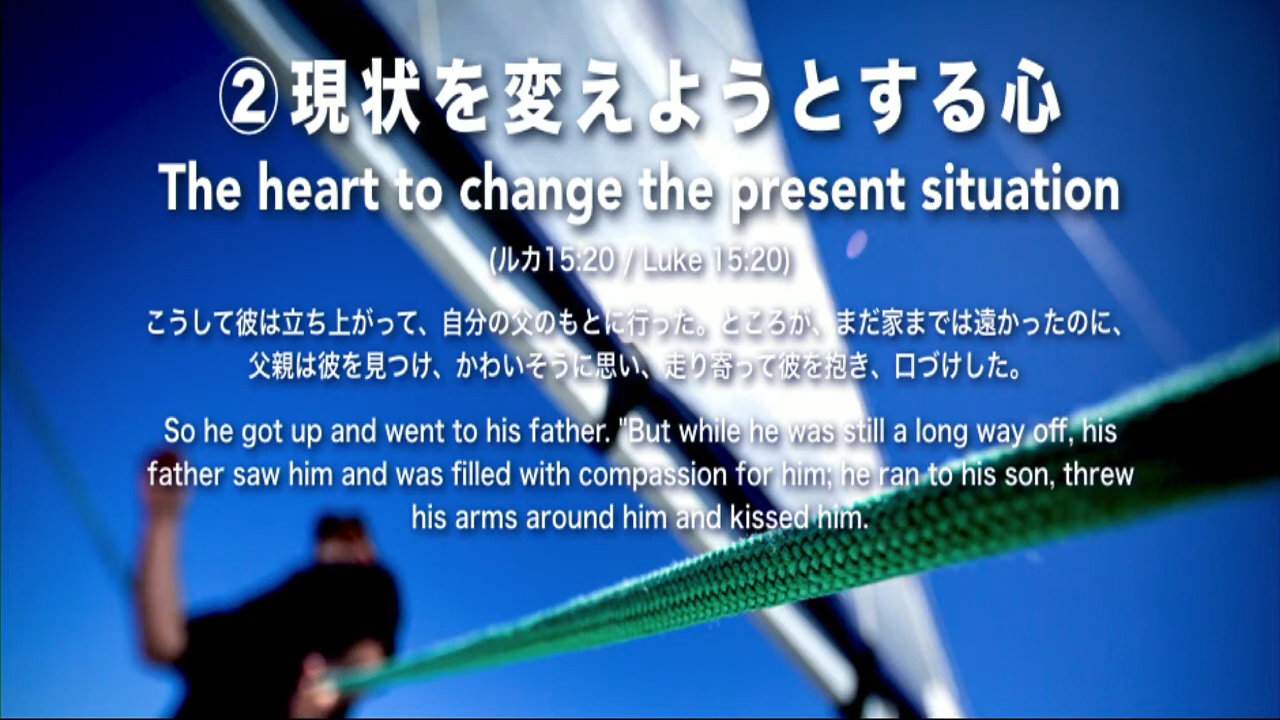 ②現状を変えようとする心
The heart to change the present situation
(ルカ15:20 / Luke 15:20)
こうして彼は立ち上がって、自分の父のもとに行った。ところが、まだ家までは遠かったのに、
父親は彼を見つけ、かわいそうに思い、走り寄って彼を抱き、口づけした。
So he got up and went to his father. "But while he was still a long way off, his
father saw him and was filled with compassion for him; he ran to his son, threw
his arms around him and kissed him.